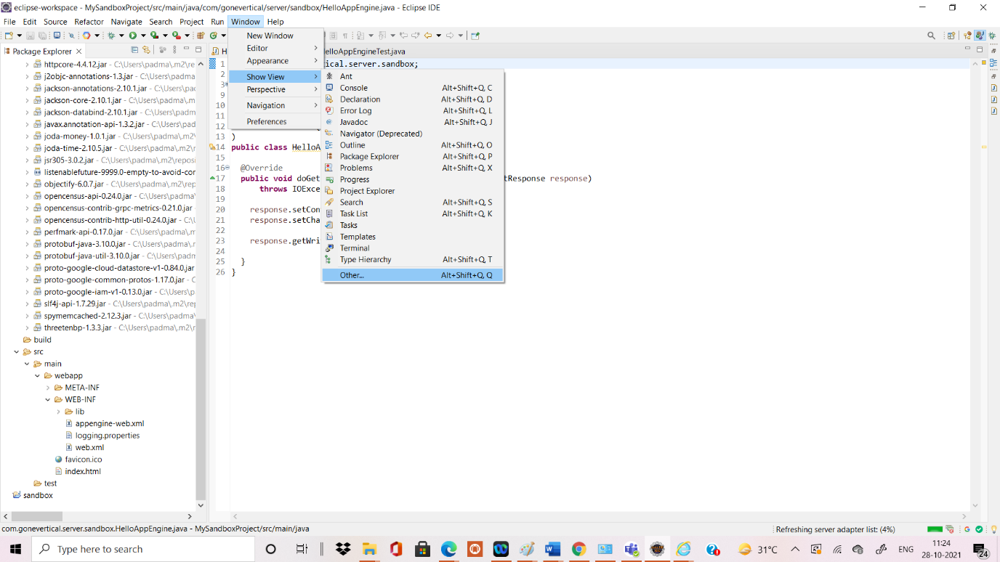 eclipse-workspace - MySandboxProject/src/main/java/com/gonevertical/server/sandbox/HelloAppEngine.java - Eclipse IDE
File Edit Source Refactor Navigate Search Project Run Window Help
Package Explorer
httpcore-4.4.12.jar - C:\Users\padma\.m2\re
j2objc-annotations-1.3.jar - C:\Users\padma
jackson-annotations-2.10.1.jar - C:\Users\pa
jackson-core-2.10.1.jar - C:\Users\padma\.m
jackson-databind-2.10.1.jar - C:\Users\padm
javax.annotation-api-1.3.2.jar - C:\Users\pad
joda-money-1.0.1.jar - C:\Users\padma\.m2\
joda-time-2.10.5.jar - C:\Users\padma\.m2\r
jsr305-3.0.2.jar - C:\Users\padma\.m2\repos
listenablefuture-9999.0-empty-to-avoid-cor
objectify-6.0.7.jar - C:\Users\padma\.m2\rep
opencensus-api-0.24.0.jar - C:\Users\padma
opencensus-contrib-grpc-metrics-0.21.0.jar
opencensus-contrib-http-util-0.24.0.jar - C:\
perfmark-api-0.17.0.jar - C:\Users\padma\.n
protobuf-java-3.10.0.jar - C:\Users\padma\.r
protobuf-java-util-3.10.0.jar - C:\Users\padm
proto-google-cloud-datastore-v1-0.84.0.jar
proto-google-common-protos-1.17.0.jar - C
proto-google-iam-v1-0.13.0.jar - C:\Users\pa
slf4j-api-1.7.29.jar - C:\Users\padma\.m2\rep
spymemcached-2.12.3.jar - C:\Users\padma\
threetenbp-1.3.3.jar - C:\Users\padma\.m2\r
build
src
main
webapp
META-INF
WEB-INF
lib
appengine-web.xml
logging.properties
web.xml
favicon.ico
index.html
test
sandbox
New Window
Editor
Appearance
Show View
Perspective
Navigation
Preferences
Ant
Console Alt+Shift+Q, C
Declaration Alt+Shift+Q, D
Error Log Alt+Shift+Q, L
Javadoc Alt+Shift+Q, J
Navigator (Deprecated)
Outline Alt+Shift+Q, O
Package Explorer Alt+Shift+Q, P
Problems Alt+Shift+Q, X
Progress
Project Explorer
Search Alt+Shift+Q, S
Task List Alt+Shift+Q, K
Tasks
Templates
Terminal
Type Hierarchy Alt+Shift+Q, T
Other... Alt+Shift+Q, Q
H elloAppEngineTest.java
1 ical.server.sandbox;
2
3
9
10
11
12
13 )
14 public class HelloA
15
16 @Override
17 public void doGet tResponse response)
18 throws IOExce
19
20 response.setCon
21 response.setCha
22
23 response.getWri
24
25 }
26 }
com.gonevertical.server.sandbox.HelloAppEngine.java - MySandboxProject/src/main/java
Refreshing server adapter list: (4%)
Type here to search
31°C
ENG
11:24
28-10-2021
24